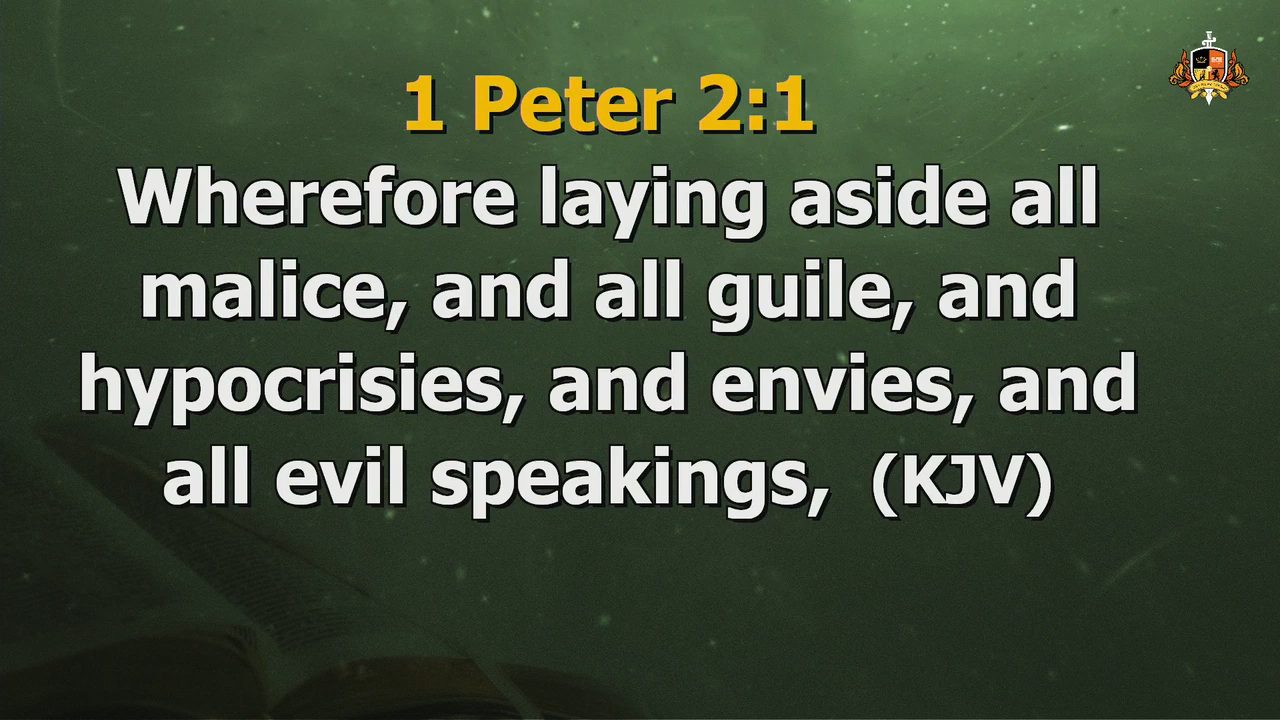 1 Peter 2:1
Wherefore laying aside all
malice, and all guile, and
hypocrisies, and envies, and
all evil speakings,  (KJV)